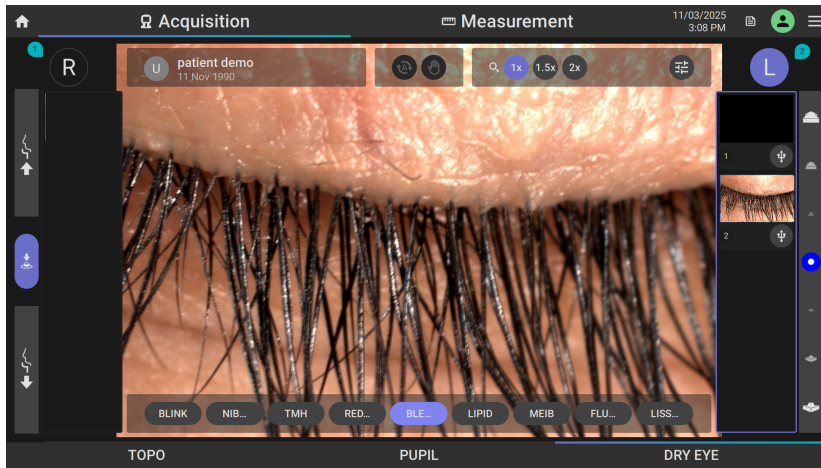 Acquisition
Measurement
11/03/2025
3:08 PM
1
R
U
patient demo
11 Nov 1990
A
1x
1.5x
2x
L
2
1
2
BLINK
NIB...
TMH
RED...
BLE...
LIPID
MEIB
FLU...
LISS...
TOPO
PUPIL
DRY EYE